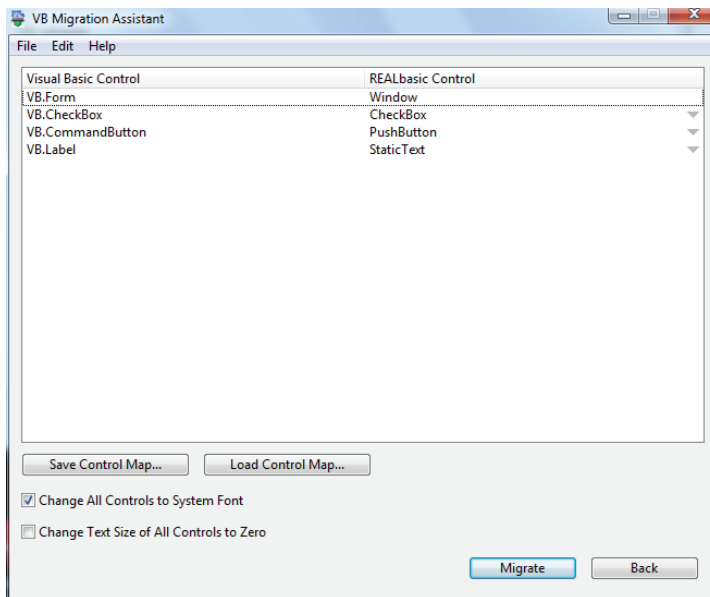 VB Migration Assistant
File Edit Help
Visual Basic Control REALbasic Control
VB.Form Window
VB.CheckBox CheckBox
VB.CommandButton PushButton
VB.Label StaticText
Save Control Map... Load Control Map...
Change All Controls to System Font
Change Text Size of All Controls to Zero
Migrate Back